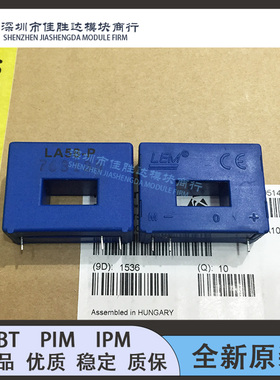 深圳市佳胜达模块商行
SHENZHEN JIASHENGDA MODULE FIRM
LEM
CE
M - O V +
514
(9D): 1536
(Q): 10
Assembled in HUNGARY
BT PIM IPM
品 优质 稳定 质保
全新原